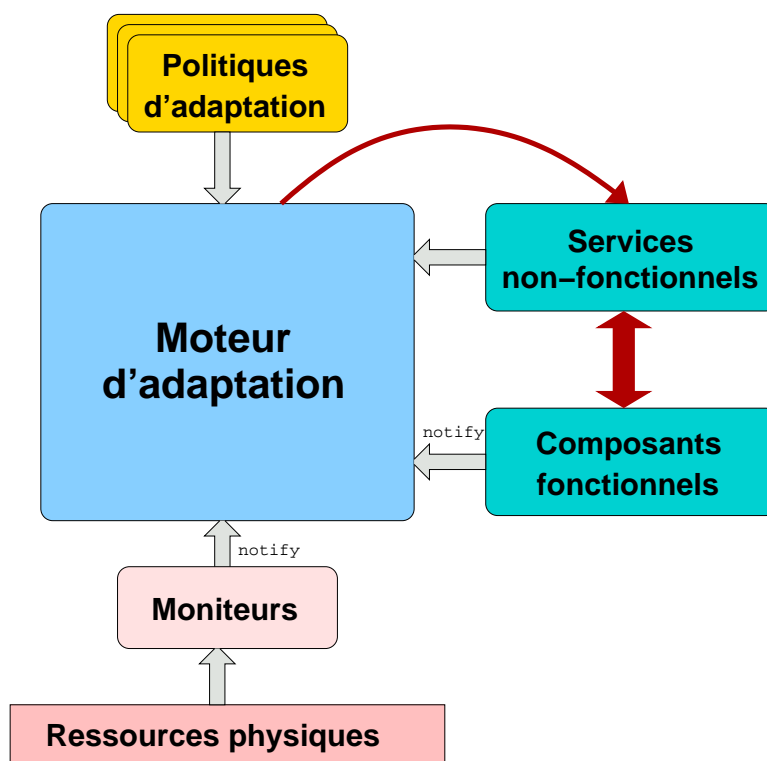 Politiques
d'adaptation
Services
non–fonctionnels
Moteur
d'adaptation
notify
Composants
fonctionnels
notify
Moniteurs
Ressources physiques